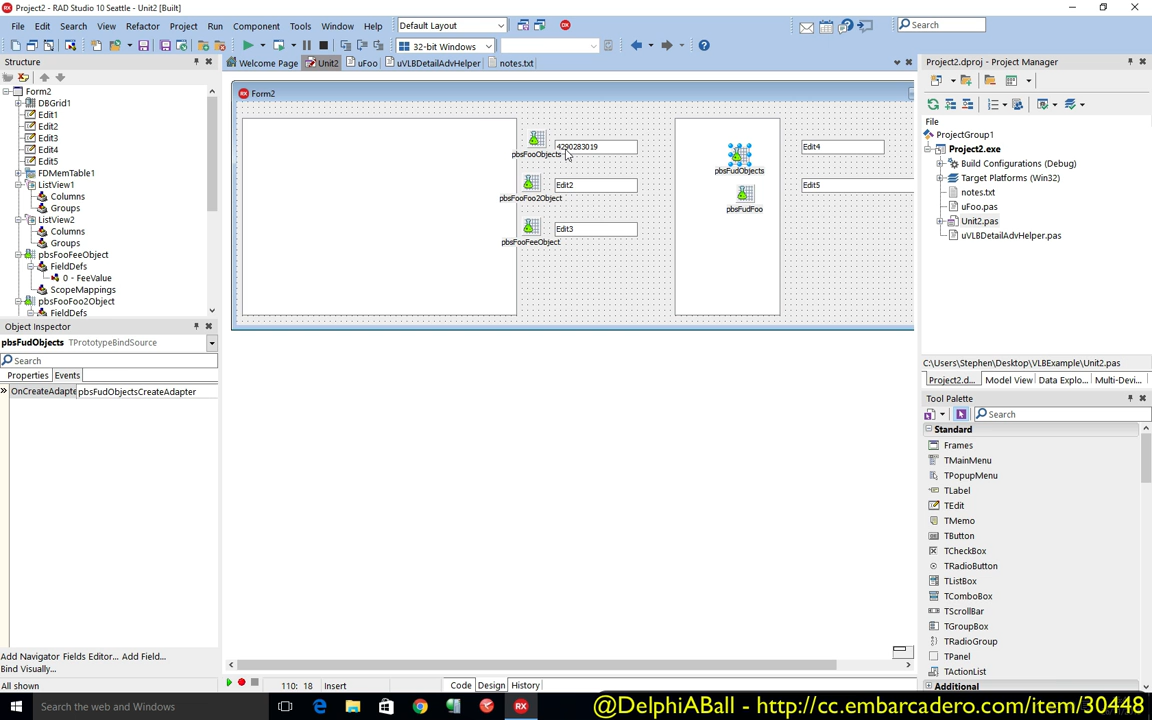 Project2 - RAD Studio 10 Seattle - Unit2 [Built]
File Edit Search View Refactor Project Run Component Tools Window Help Default Layout Search
32-bit Windows
Structure
Welcome Page Unit2 uFoo uVLBDetailAdvHelper notes.txt
Project2.dproj - Project Manager
Form2
DBGrid1
Edit1
Edit2
Edit3
Edit4
Edit5
FDMemTable1
ListView1
Columns
Groups
ListView2
Columns
Groups
pbsFooFeeObject
FieldDefs
0 - FeeValue
ScopeMappings
pbsFooFoo2Object
FieldDefs
Form2
pbsFooObjects
4290283019
pbsFooFoo2Object
Edit2
pbsFooFeeObject
Edit3
pbsFudObjects
Edit4
pbsFudFoo
Edit5
File
ProjectGroup1
Project2.exe
Build Configurations (Debug)
Target Platforms (Win32)
notes.txt
uFoo.pas
Unit2.pas
uVLBDetailAdvHelper.pas
C:\Users\Stephen\Desktop\VLBExample\Unit2.pas
Project2.d... Model View Data Explo... Multi-Devi...
Object Inspector
pbsFudObjects TPrototypeBindSource
Search
Properties Events
OnCreateAdapte pbsFudObjectsCreateAdapter
Add Navigator Fields Editor... Add Field...
Bind Visually...
All shown
Tool Palette
Search
Standard
Frames
TMainMenu
TPopupMenu
TLabel
TEdit
TMemo
TButton
TCheckBox
TRadioButton
TListBox
TComboBox
TScrollBar
TGroupBox
TRadioGroup
TPanel
TActionList
Additional
110: 18 Insert Code Design History
Search the web and Windows
@DelphiABall - http://cc.embarcadero.com/item/30448